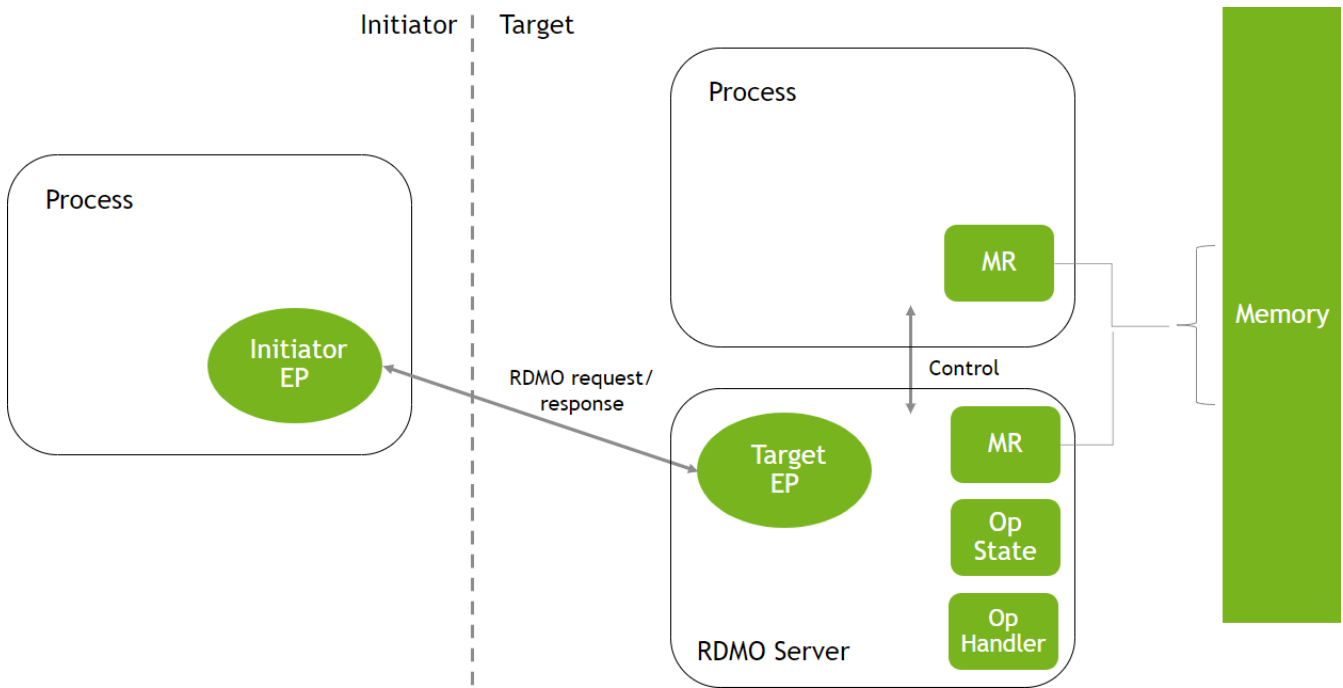 Initiator
Target
Process
Process
MR
Memory
Initiator
EP
RDMO request/
response
Control
Target
EP
MR
Op
State
Op
Handler
RDMO Server